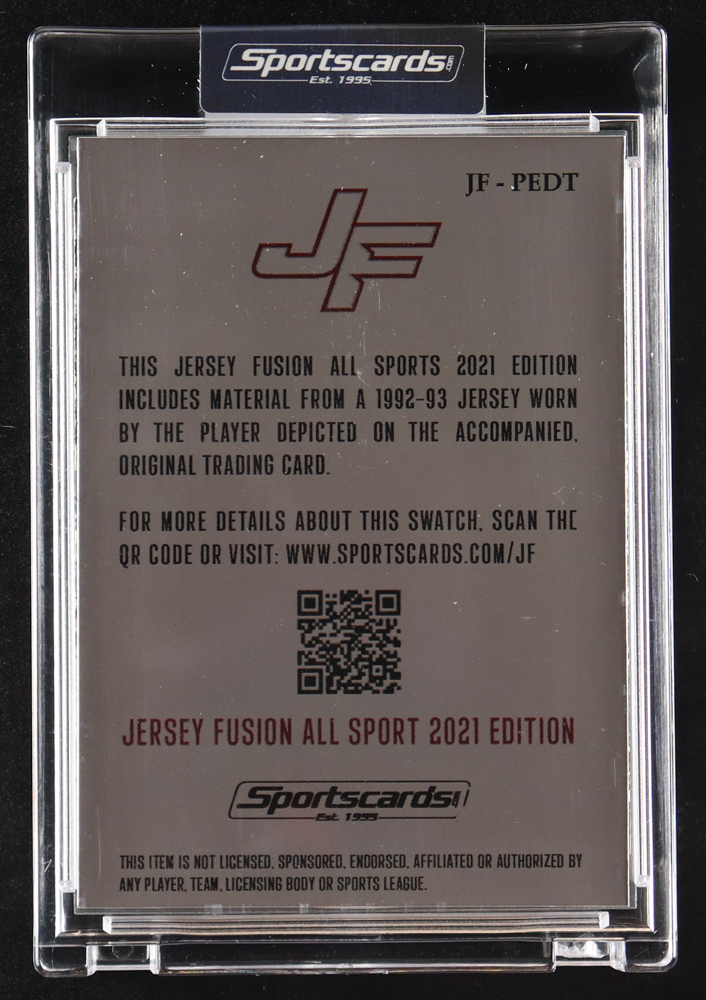 Sportscards.com
Est. 1995
JF - PEDT
JF
THIS JERSEY FUSION ALL SPORTS 2021 EDITION
INCLUDES MATERIAL FROM A 1992-93 JERSEY WORN
BY THE PLAYER DEPICTED ON THE ACCOMPANIED,
ORIGINAL TRADING CARD.
FOR MORE DETAILS ABOUT THIS SWATCH, SCAN THE
QR CODE OR VISIT: WWW.SPORTSCARDS.COM/JF
JERSEY FUSION ALL SPORT 2021 EDITION
Sportscards.com
Est. 1995
THIS ITEM IS NOT LICENSED, SPONSORED, ENDORSED, AFFILIATED OR AUTHORIZED BY
ANY PLAYER, TEAM, LICENSING BODY OR SPORTS LEAGUE.